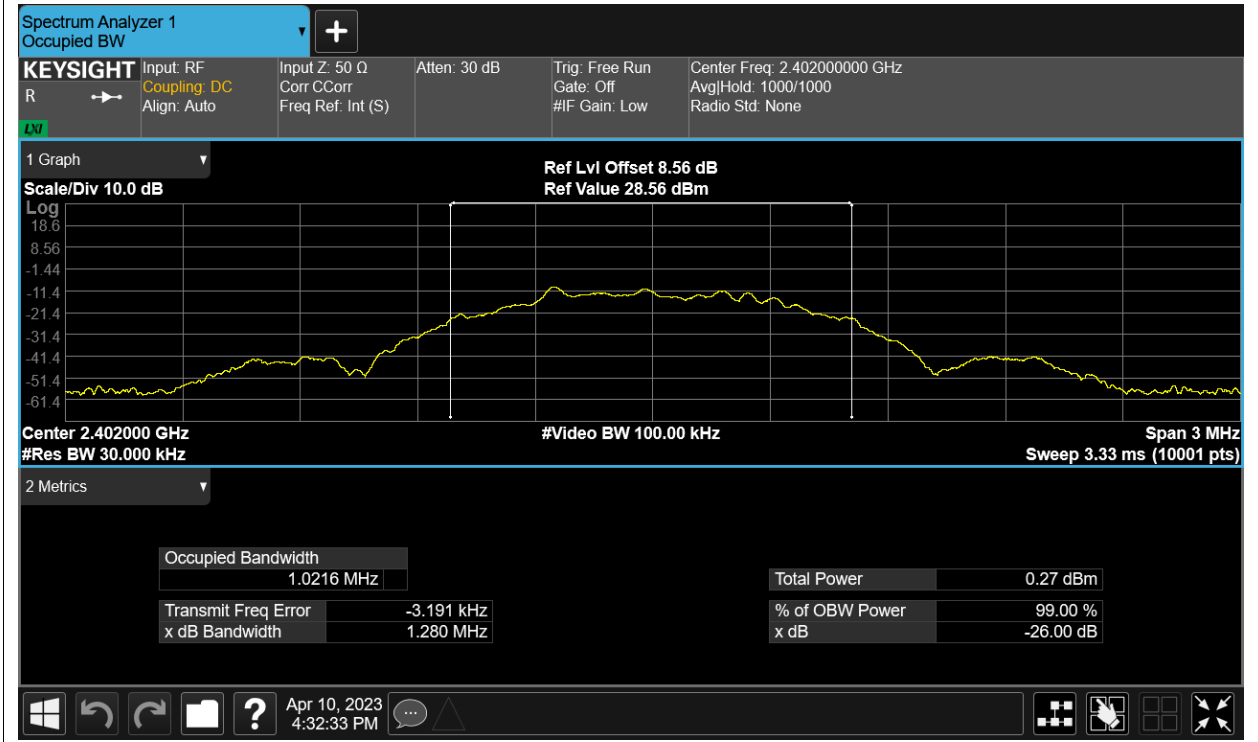 Spectrum Analyzer 1
Occupied BW
KEYSIGHT
R
LXI
Input: RF
Coupling: DC
Align: Auto
Input Z: 50 Ω
Corr CCorr
Freq Ref: Int (S)
Atten: 30 dB
Trig: Free Run
Gate: Off
#IF Gain: Low
Center Freq: 2.402000000 GHz
Avg|Hold: 1000/1000
Radio Std: None
1 Graph
Scale/Div 10.0 dB
Ref Lvl Offset 8.56 dB
Ref Value 28.56 dBm
Log
18.6
8.56
-1.44
-11.4
-21.4
-31.4
-41.4
-51.4
-61.4
Center 2.402000 GHz
#Video BW 100.00 kHz
Span 3 MHz
#Res BW 30.000 kHz
Sweep 3.33 ms (10001 pts)
2 Metrics
Occupied Bandwidth
1.0216 MHz
Total Power 0.27 dBm
Transmit Freq Error -3.191 kHz
% of OBW Power 99.00 %
x dB Bandwidth 1.280 MHz
x dB -26.00 dB
?
Apr 10, 2023
4:32:33 PM